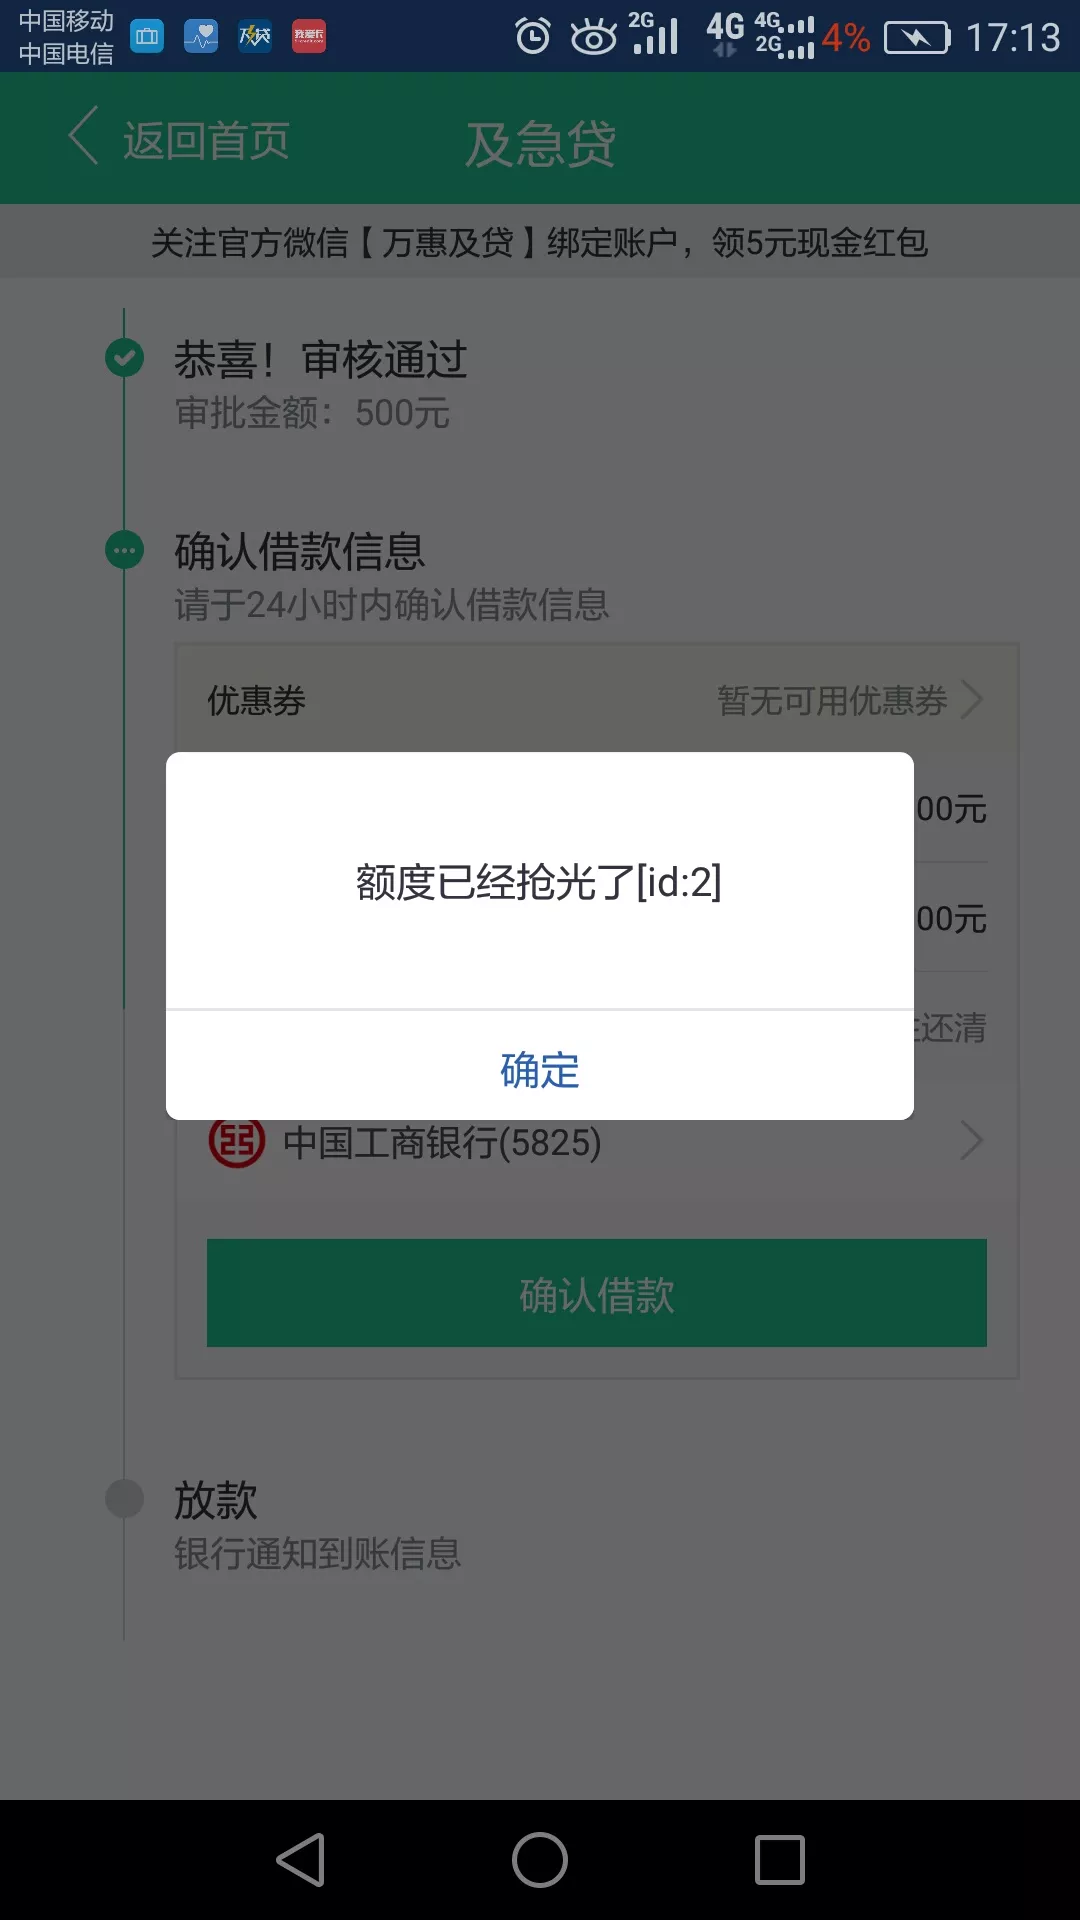 中国移动
中国电信
万贷
我爱卡
2G
4G
4G
2G
4%
17:13
返回首页
及急贷
关注官方微信【万惠及贷】绑定账户，领5元现金红包
恭喜！审核通过
审批金额：500元
确认借款信息
请于24小时内确认借款信息
优惠券
暂无可用优惠券
00元
额度已经抢光了[id:2]
00元
还清
确定
中国工商银行(5825)
确认借款
放款
银行通知到账信息